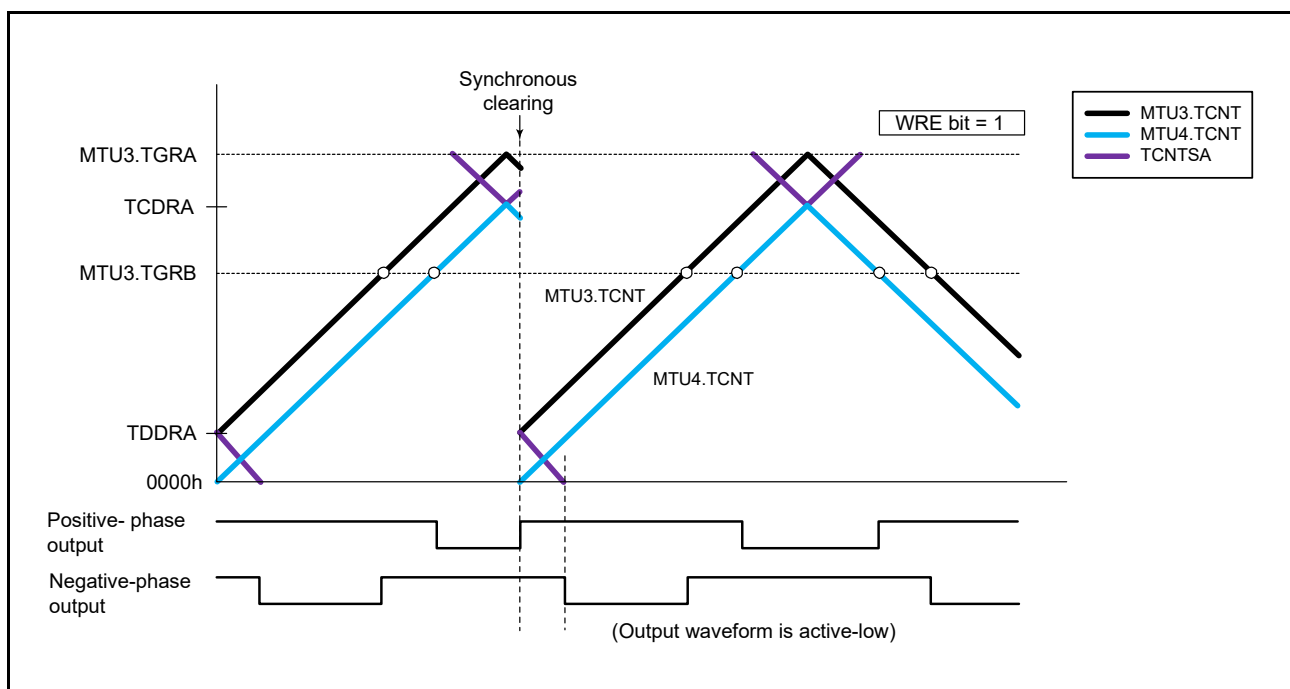 Synchronous
clearing
WRE bit = 1
MTU3.TCNT
MTU4.TCNT
TCNTSA
MTU3.TGRA
TCDRA
MTU3.TGRB
MTU3.TCNT
MTU4.TCNT
TDDRA
0000h
Positive- phase
output
Negative-phase
output
(Output waveform is active-low)